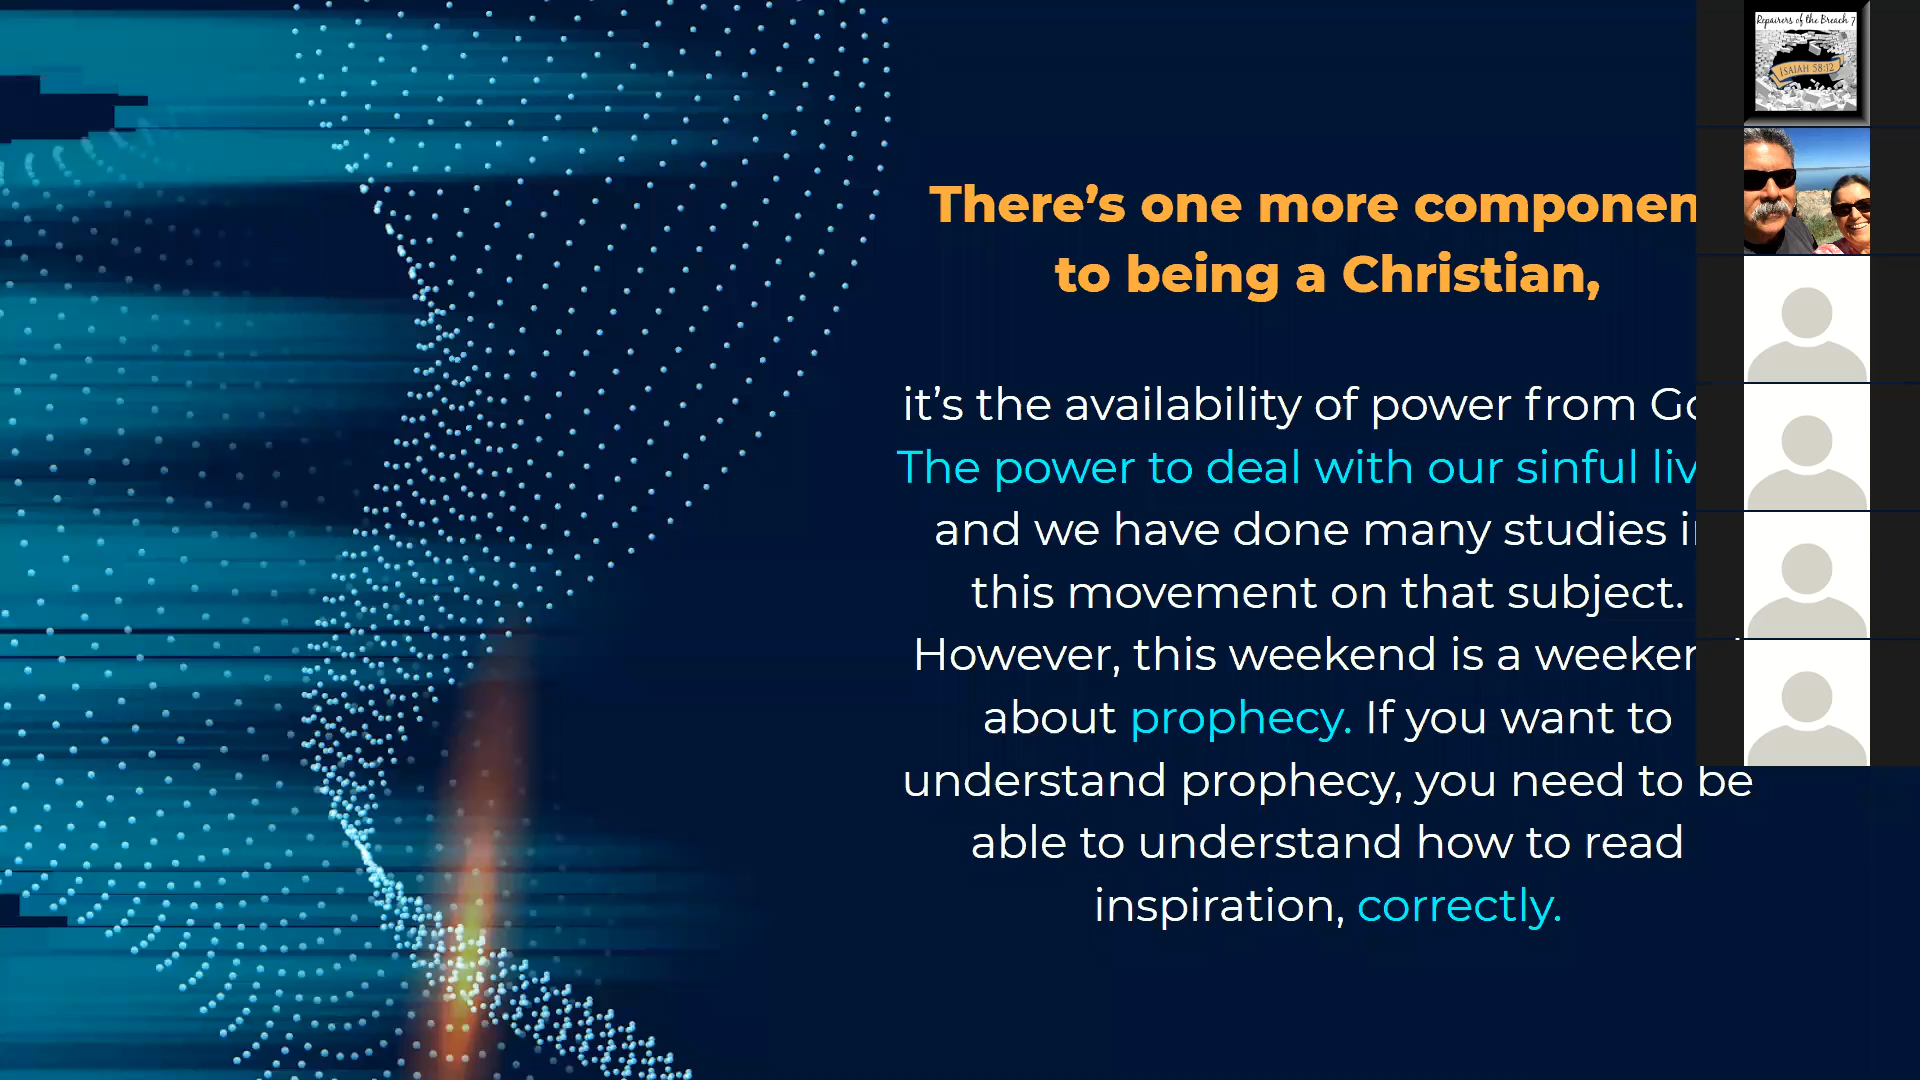 There's one more componen
to being a Christian,
it's the availability of power from Go
The power to deal with our sinful liv
and we have done many studies i
this movement on that subject.
However, this weekend is a weeken
about prophecy. If you want to
understand prophecy, you need to be
able to understand how to read
inspiration, correctly.
Repairers of the Breach 7
ISAIAH 58:12